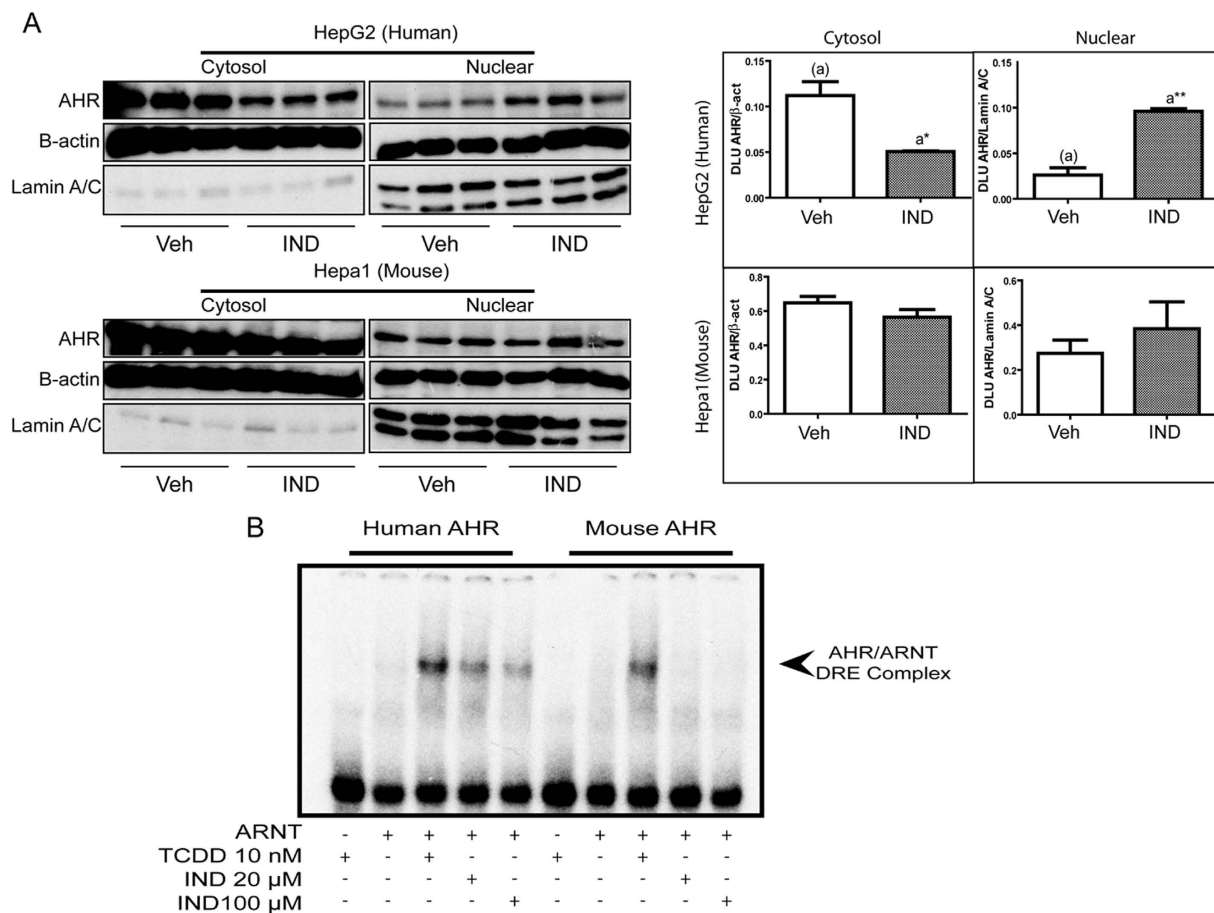 A
HepG2 (Human)
Cytosol Nuclear
AHR
B-actin
Lamin A/C
Veh IND Veh IND
Hepa1 (Mouse)
Cytosol Nuclear
AHR
B-actin
Lamin A/C
Veh IND Veh IND
Cytosol Nuclear
HepG2 (Human)
DLU AHR/β-act
0.15
0.10
0.05
0.00
(a)
a*
Veh IND
DLU AHR/Lamin A/C
0.15
0.10
0.05
0.00
(a)
a**
Veh IND
Hepa1(Mouse)
DLU AHR/β-act
0.8
0.6
0.4
0.2
0.0
Veh IND
DLU AHR/Lamin A/C
0.6
0.4
0.2
0.0
Veh IND
B
Human AHR Mouse AHR
AHR/ARNT
DRE Complex
ARNT - + + + + - + + + +
TCDD 10 nM + - + - - + - + - -
IND 20 µM - - - + - - - - + -
IND100 µM - - - - + - - - - +